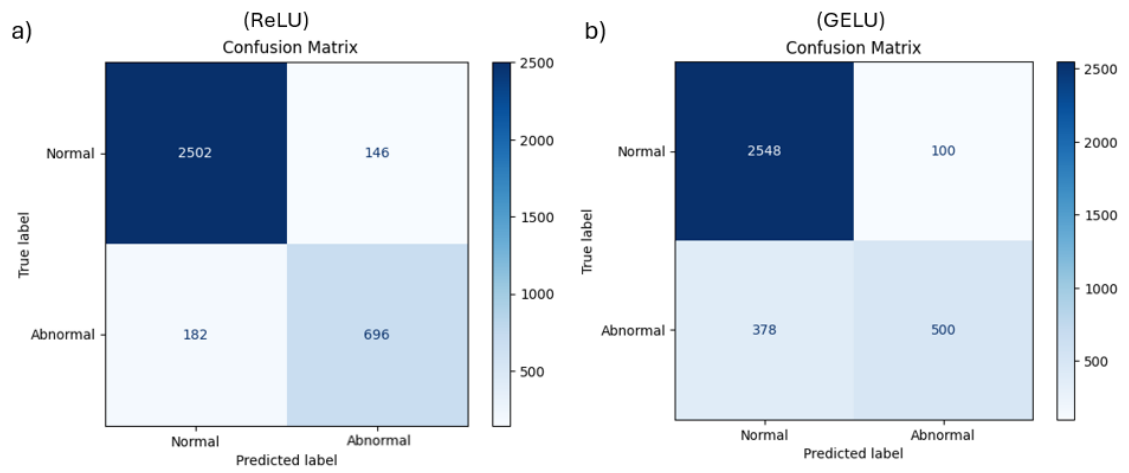 a)
(ReLU)
Confusion Matrix
Normal
2502
146
Abnormal
182
696
True label
Normal
Abnormal
Predicted label
2500
2000
1500
1000
500
b)
(GELU)
Confusion Matrix
Normal
2548
100
Abnormal
378
500
True label
Normal
Abnormal
Predicted label
2500
2000
1500
1000
500